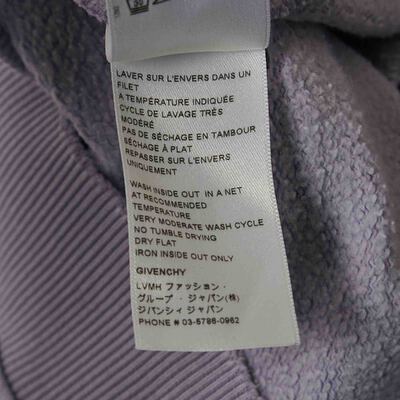 30
LAVER SUR L'ENVERS DANS UN
FILET
A TEMPÉRATURE INDIQUÉE
CYCLE DE LAVAGE TRÈS
MODÉRÉ
PAS DE SÉCHAGE EN TAMBOUR
SÉCHAGE À PLAT
REPASSER SUR L'ENVERS
UNIQUEMENT
WASH INSIDE OUT IN A NET
AT RECOMMENDED
TEMPERATURE
VERY MODERATE WASH CYCLE
NO TUMBLE DRYING
DRY FLAT
IRON INSIDE OUT ONLY
GIVENCHY
LVMH ファッション・
グループ・ジャパン(株)
ジバンシィ ジャパン
PHONE # 03-5786-0962